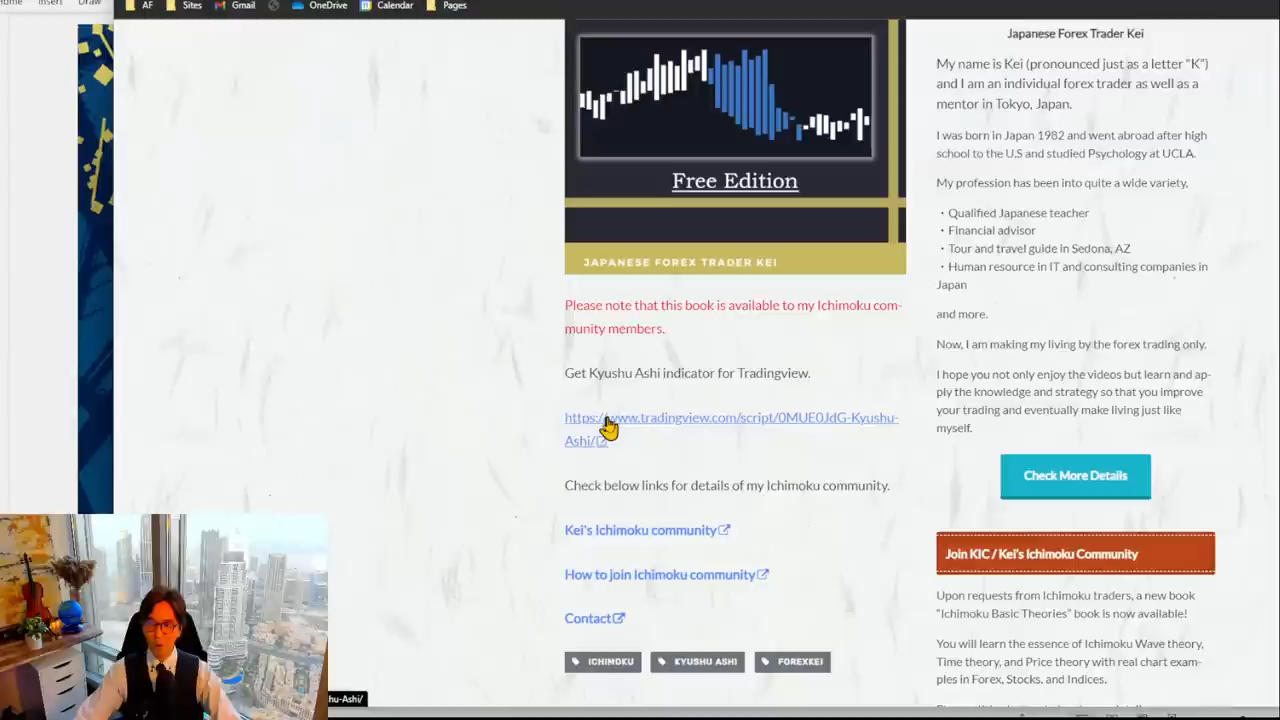 Home
Inserts
Draw
AF
Sites
Gmail
OneDrive
Calendar
Pages
Free Edition
JAPANESE FOREX TRADER KEI
Please note that this book is available to my Ichimoku com-
munity members.
Get Kyushu Ashi indicator for Tradingview.
https://www.tradingview.com/script/0MUE0JdG-Kyushu-
Ashi/
Check below links for details of my Ichimoku community.
Kei's Ichimoku community
How to join Ichimoku community
Contact
ICHIMOKU
KYUSHU ASHI
FOREXKEI
Japanese Forex Trader Kei
My name is Kei (pronounced just as a letter "K")
and I am an individual forex trader as well as a
mentor in Tokyo, Japan.
I was born in Japan 1982 and went abroad after high
school to the U.S and studied Psychology at UCLA.
My profession has been into quite a wide variety,
・Qualified Japanese teacher
・Financial advisor
・Tour and travel guide in Sedona, AZ
・Human resource in IT and consulting companies in
Japan
and more.
Now, I am making my living by the forex trading only.
I hope you not only enjoy the videos but learn and ap-
ply the knowledge and strategy so that you improve
your trading and eventually make living just like
myself.
Check More Details
Join KIC / Kei's Ichimoku Community
Upon requests from Ichimoku traders, a new book
"Ichimoku Basic Theories" book is now available!
You will learn the essence of Ichimoku Wave theory,
Time theory, and Price theory with real chart exam-
ples in Forex, Stocks, and Indices.
hu-Ashi/